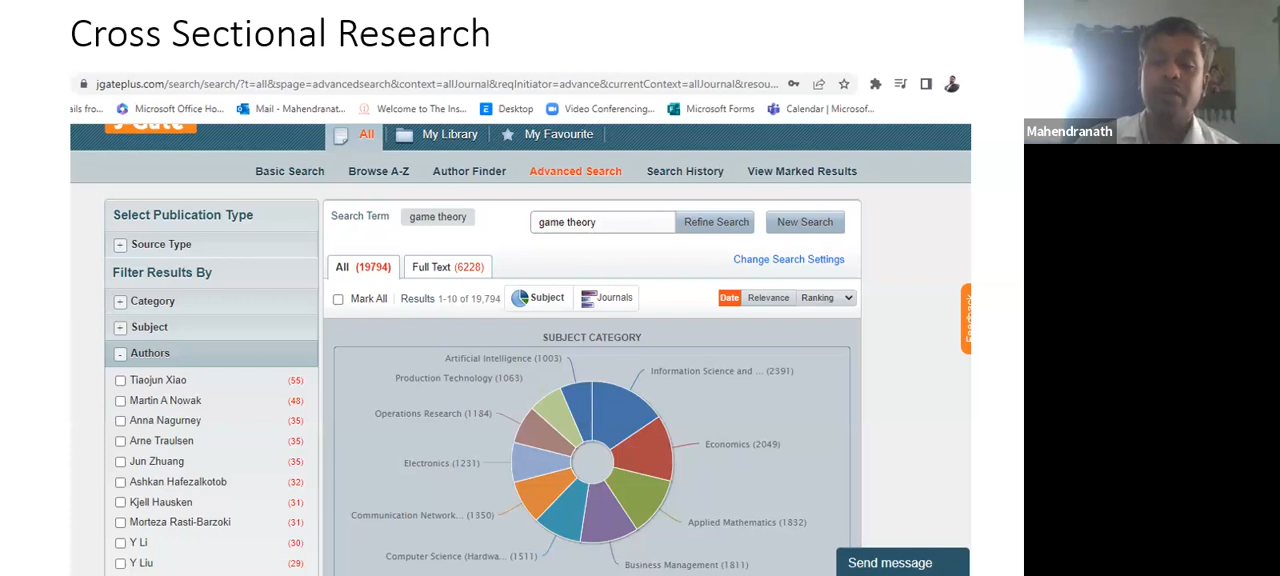 Cross Sectional Research
Mahendranath
jgateplus.com/search/search/?t=all&spage=advancedsearch&context=allJournal&reqInitiator=advance&currentContext=allJournal&resou...
ails fro... Microsoft Office Ho... Mail - Mahendranat... Welcome to The Ins... Desktop Video Conferencing... Microsoft Forms Calendar | Microsof...
J-Gate
All My Library My Favourite
Basic Search Browse A-Z Author Finder Advanced Search Search History View Marked Results
Select Publication Type
+ Source Type
Filter Results By
+ Category
+ Subject
- Authors
Tiaojun Xiao (55)
Martin A Nowak (48)
Anna Nagurney (35)
Arne Traulsen (35)
Jun Zhuang (35)
Ashkan Hafezalkotob (32)
Kjell Hausken (31)
Morteza Rasti-Barzoki (31)
Y Li (30)
Y Liu (29)
Search Term game theory game theory Refine Search New Search
All (19794) Full Text (6228) Change Search Settings
Mark All Results 1-10 of 19,794 Subject Journals Date Relevance Ranking
SUBJECT CATEGORY
Artificial Intelligence (1003)
Information Science and ... (2391)
Production Technology (1063)
Operations Research (1184)
Economics (2049)
Electronics (1231)
Communication Network... (1350)
Applied Mathematics (1832)
Computer Science (Hardwa... (1511)
Business Management (1811)
Feedback
Send message